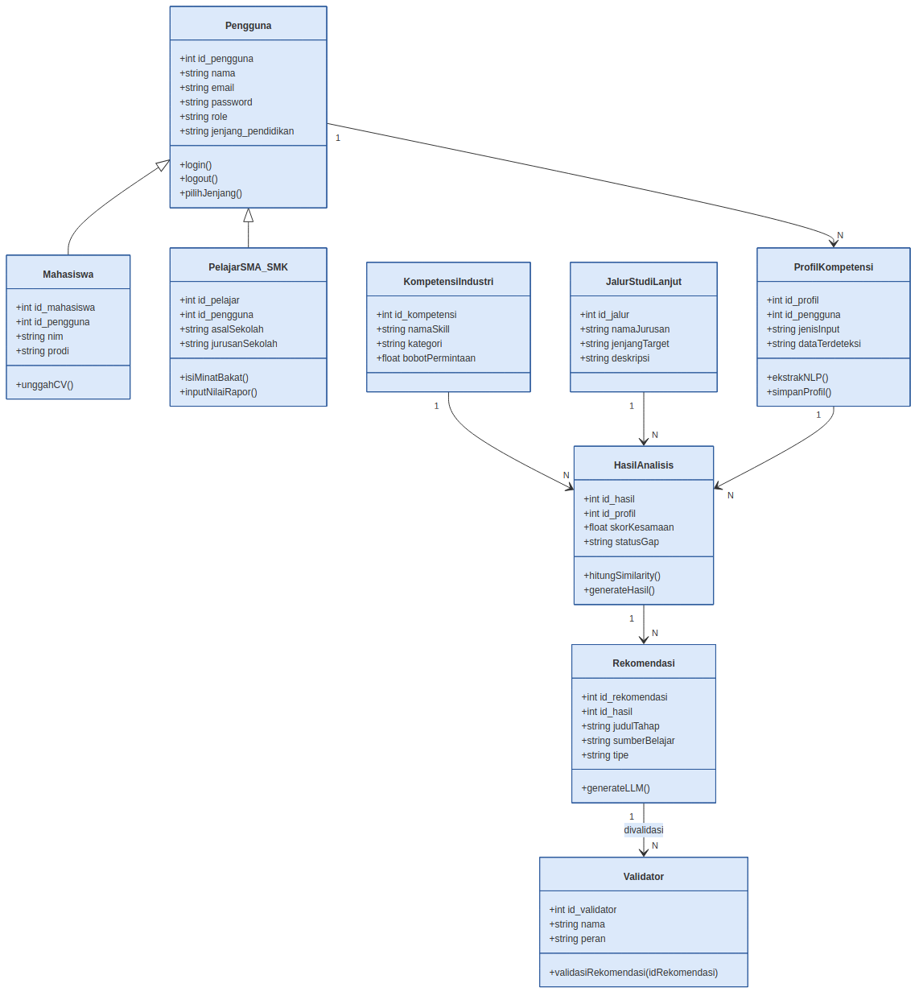 Pengguna
+int id_pengguna
+string nama
+string email
+string password
+string role
+string jenjang_pendidikan
+login()
+logout()
+pilihJenjang()
1
N
Mahasiswa
+int id_mahasiswa
+int id_pengguna
+string nim
+string prodi
+unggahCV()
PelajarSMA_SMK
+int id_pelajar
+int id_pengguna
+string asalSekolah
+string jurusanSekolah
+isiMinatBakat()
+inputNilaiRapor()
KompetensiIndustri
+int id_kompetensi
+string namaSkill
+string kategori
+float bobotPermintaan
JalurStudiLanjut
+int id_jalur
+string namaJurusan
+string jenjangTarget
+string deskripsi
ProfilKompetensi
+int id_profil
+int id_pengguna
+string jenisInput
+string dataTerdeteksi
+ekstrakNLP()
+simpanProfil()
1
N
1
N
1
N
HasilAnalisis
+int id_hasil
+int id_profil
+float skorKesamaan
+string statusGap
+hitungSimilarity()
+generateHasil()
1
N
Rekomendasi
+int id_rekomendasi
+int id_hasil
+string judulTahap
+string sumberBelajar
+string tipe
+generateLLM()
1
divalidasi
N
Validator
+int id_validator
+string nama
+string peran
+validasiRekomendasi(idRekomendasi)